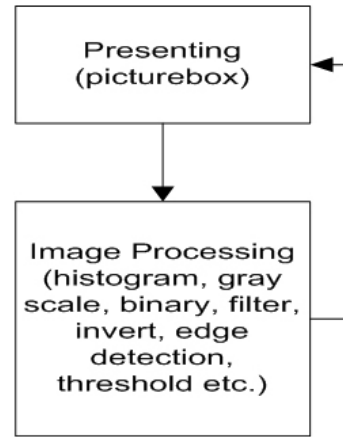 Presenting
(picturebox)
Image Processing
(histogram, gray
scale, binary, filter,
invert, edge
detection,
threshold etc.)